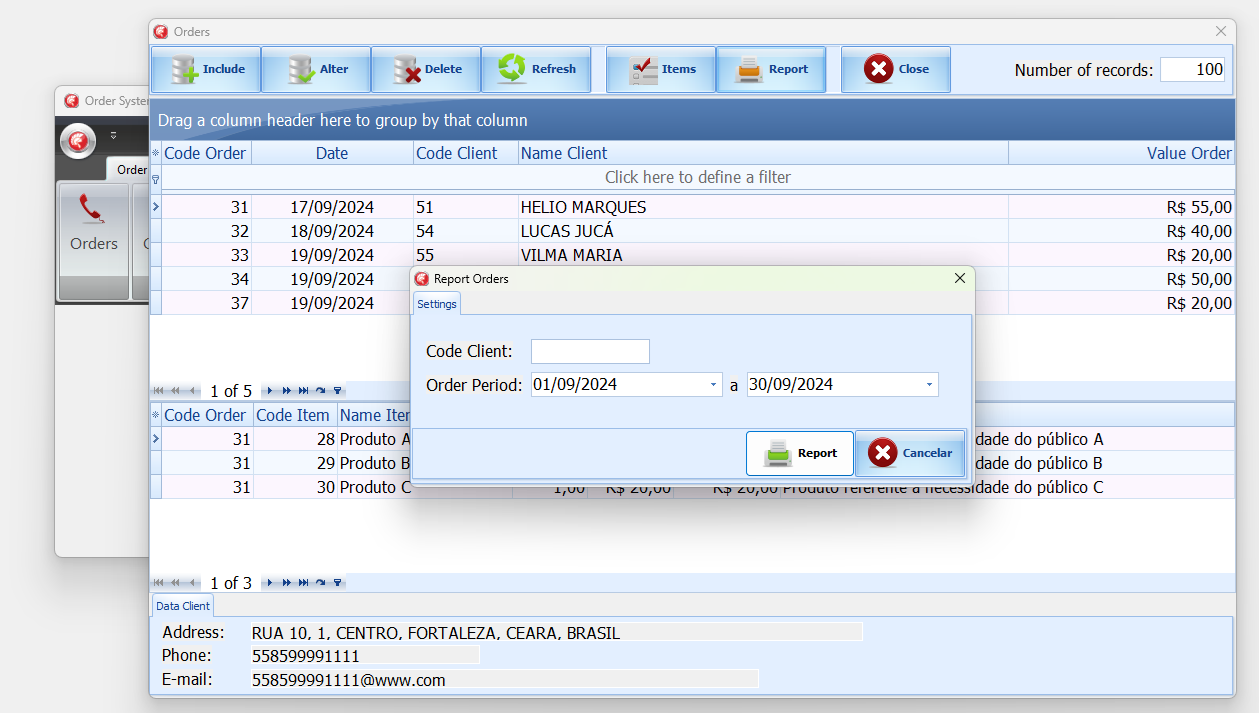 Orders
Include Alter Delete Refresh Items Report Close Number of records: 100
Order Syste
Drag a column header here to group by that column
Code Order Date Code Client Name Client Value Order
Order
Click here to define a filter
31 17/09/2024 51 HELIO MARQUES R$ 55,00
32 18/09/2024 54 LUCAS JUCÁ R$ 40,00
Orders
33 19/09/2024 55 VILMA MARIA R$ 20,00
34 19/09/2024 R$ 50,00
37 19/09/2024 R$ 20,00
Report Orders
Settings
Code Client:
Order Period: 01/09/2024 a 30/09/2024
Report Cancelar
1 of 5
Code Order Code Item Name Iter
31 28 Produto A dade do público A
31 29 Produto B dade do público B
31 30 Produto C 1,00 R$ 20,00 R$ 20,00 Produto referente a necessidade do público C
1 of 3
Data Client
Address: RUA 10, 1, CENTRO, FORTALEZA, CEARA, BRASIL
Phone: 558599991111
E-mail: 558599991111@www.com